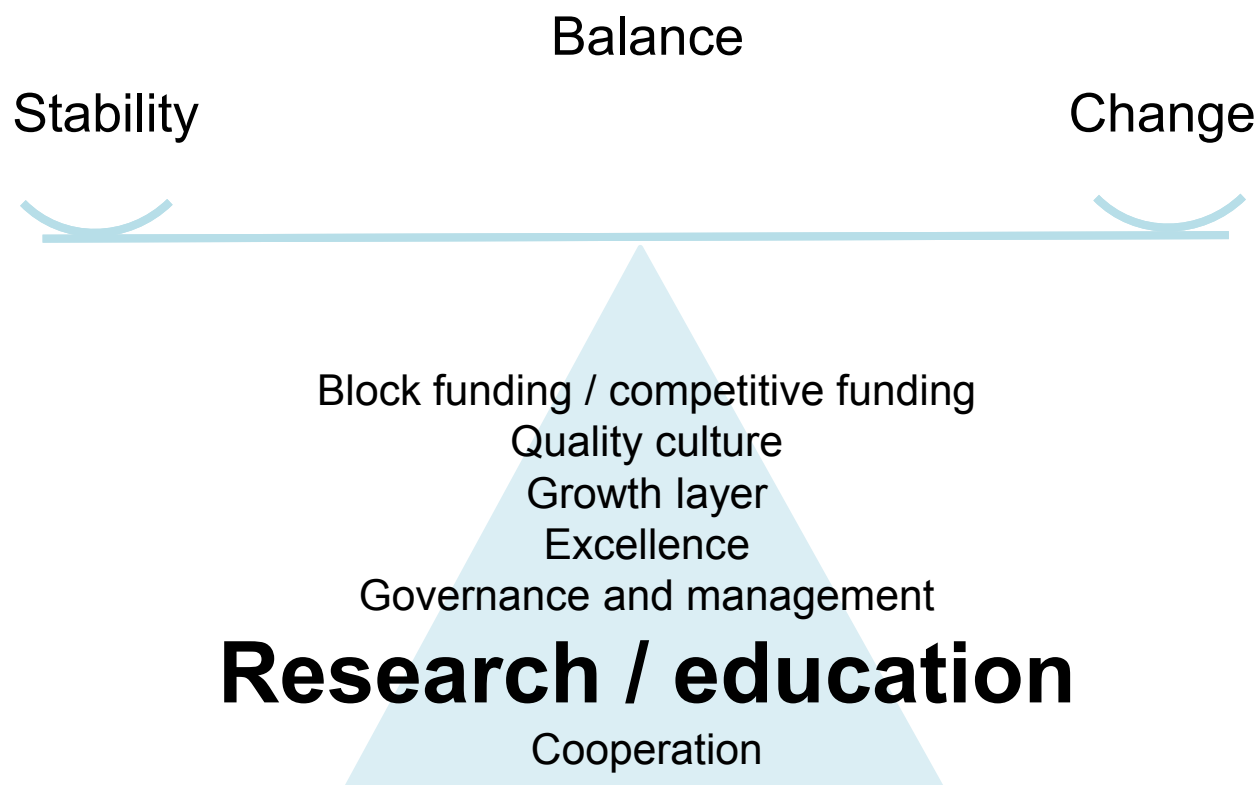 Balance
Stability
Change
Block funding / competitive funding
Quality culture
Growth layer
Excellence
Governance and management
Research / education
Cooperation